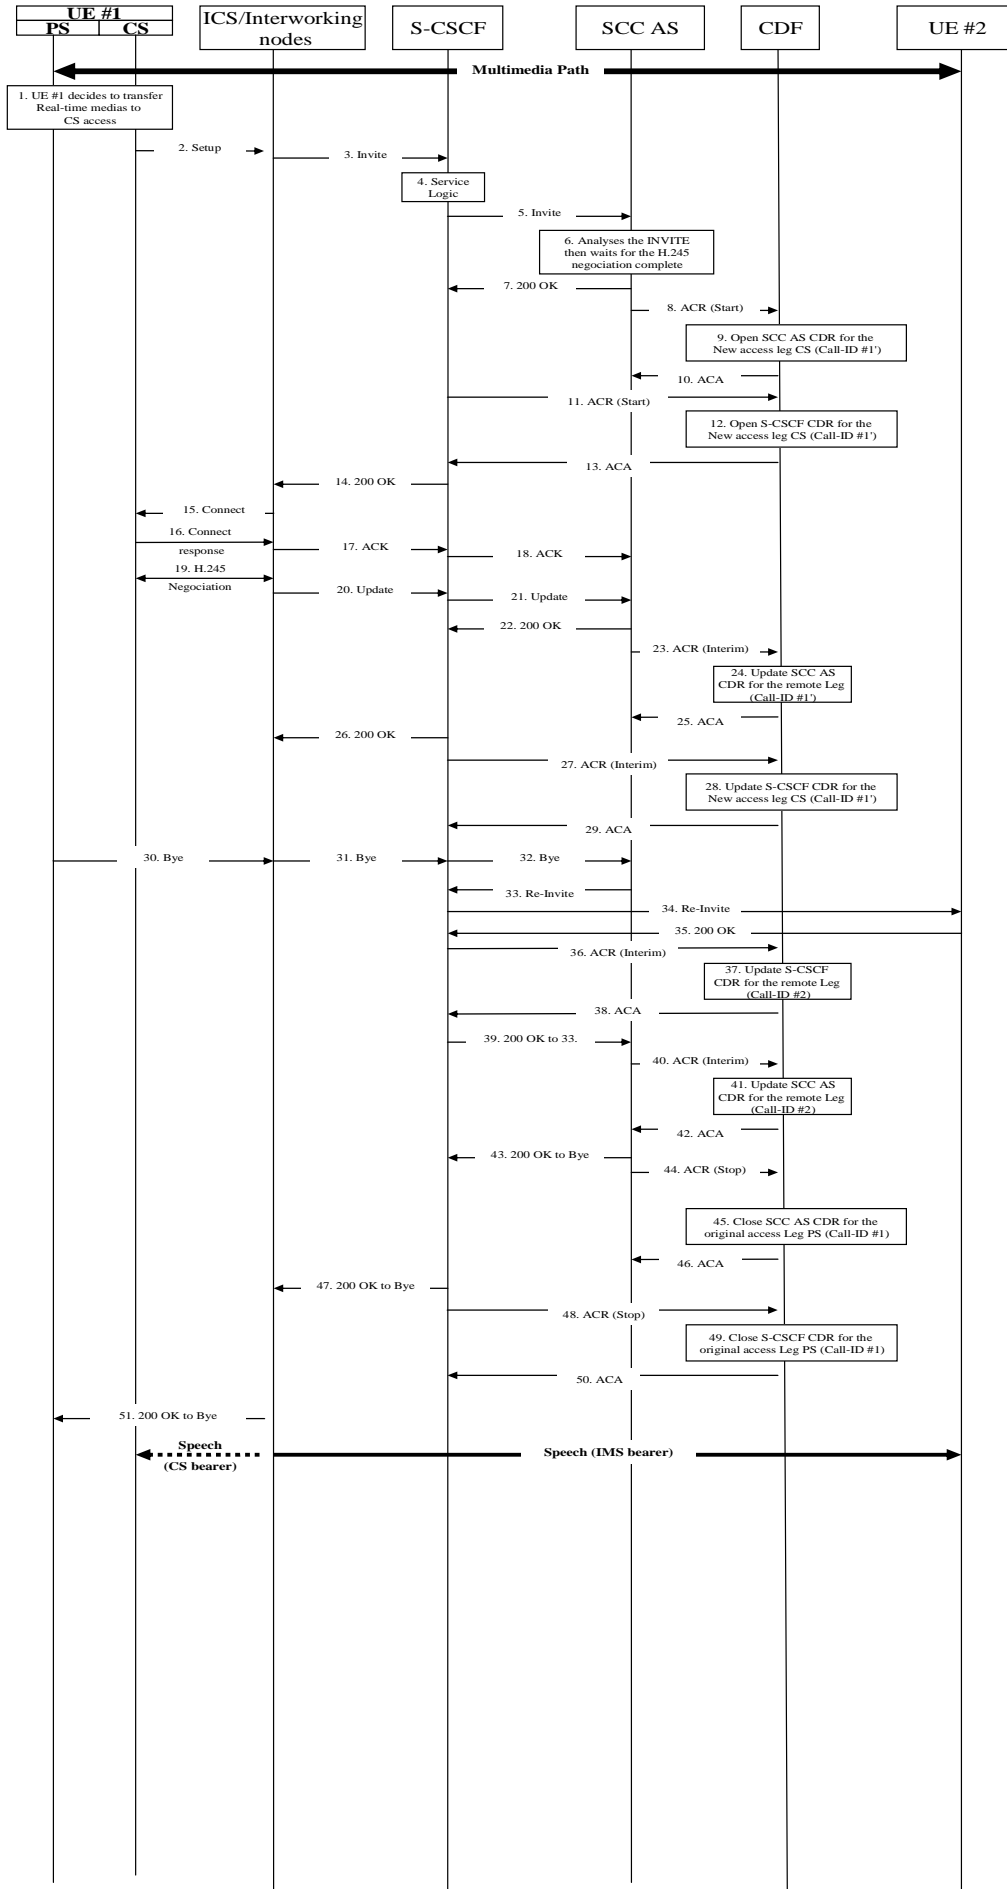 UE #1
PS CS
ICS/Interworking
nodes
S-CSCF
SCC AS
CDF
UE #2
Multimedia Path
1. UE #1 decides to transfer
Real-time medias to
CS access
2. Setup
3. Invite
4. Service
Logic
5. Invite
6. Analyses the INVITE
then waits for the H.245
negociation complete
7. 200 OK
8. ACR (Start)
9. Open SCC AS CDR for the
New access leg CS (Call-ID #1')
10. ACA
11. ACR (Start)
12. Open S-CSCF CDR for the
New access leg CS (Call-ID #1')
13. ACA
14. 200 OK
15. Connect
16. Connect
response
17. ACK
18. ACK
19. H.245
Negociation
20. Update
21. Update
22. 200 OK
23. ACR (Interim)
24. Update SCC AS
CDR for the remote Leg
(Call-ID #1')
25. ACA
26. 200 OK
27. ACR (Interim)
28. Update S-CSCF CDR for the
New access leg CS (Call-ID #1')
29. ACA
30. Bye
31. Bye
32. Bye
33. Re-Invite
34. Re-Invite
35. 200 OK
36. ACR (Interim)
37. Update S-CSCF
CDR for the remote Leg
(Call-ID #2)
38. ACA
39. 200 OK to 33.
40. ACR (Interim)
41. Update SCC AS
CDR for the remote Leg
(Call-ID #2)
42. ACA
43. 200 OK to Bye
44. ACR (Stop)
45. Close SCC AS CDR for the
original access Leg PS (Call-ID #1)
46. ACA
47. 200 OK to Bye
48. ACR (Stop)
49. Close S-CSCF CDR for the
original access Leg PS (Call-ID #1)
50. ACA
51. 200 OK to Bye
Speech
(CS bearer)
Speech (IMS bearer)